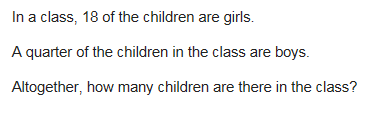 In a class, 18 of the children are girls.
A quarter of the children in the class are boys.
Altogether, how many children are there in the class?